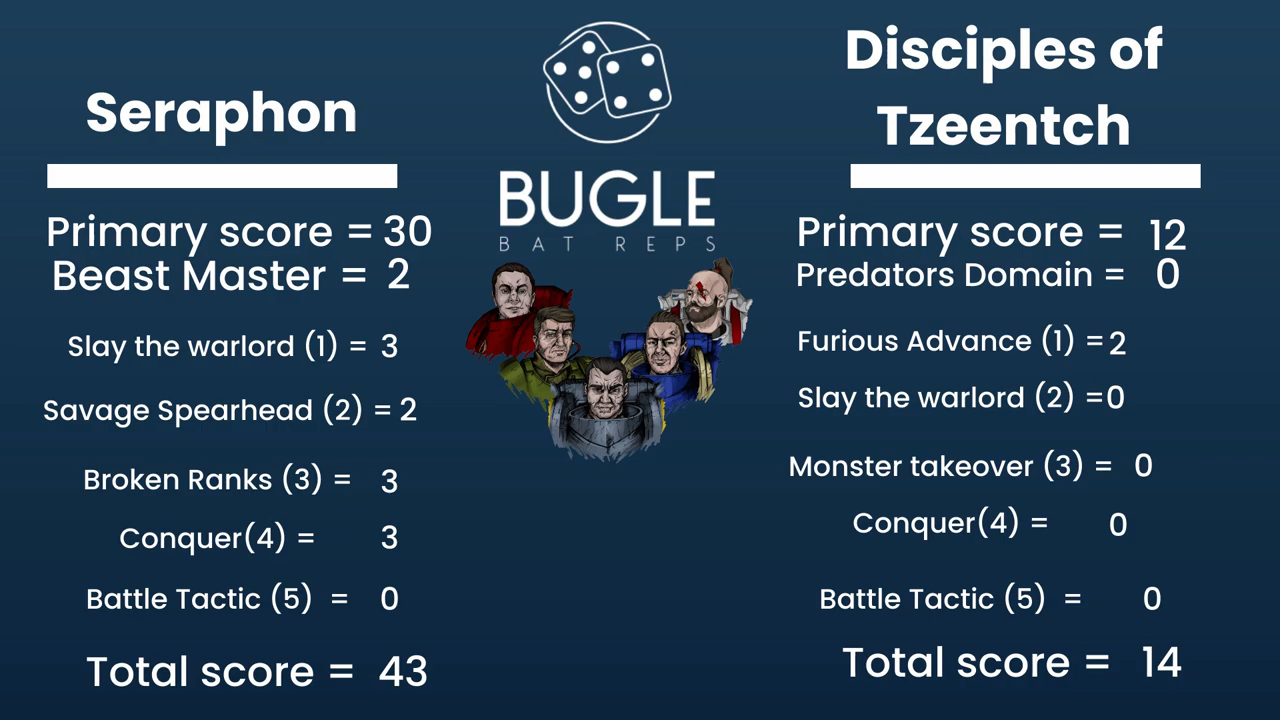 Seraphon
Primary score = 30
Beast Master = 2
Slay the warlord (1) = 3
Savage Spearhead (2) = 2
Broken Ranks (3) = 3
Conquer(4) = 3
Battle Tactic (5) = 0
Total score = 43
BUGLE
BAT REPS
Disciples of
Tzeentch
Primary score = 12
Predators Domain = 0
Furious Advance (1) =2
Slay the warlord (2) =0
Monster takeover (3) = 0
Conquer(4) = 0
Battle Tactic (5) = 0
Total score = 14